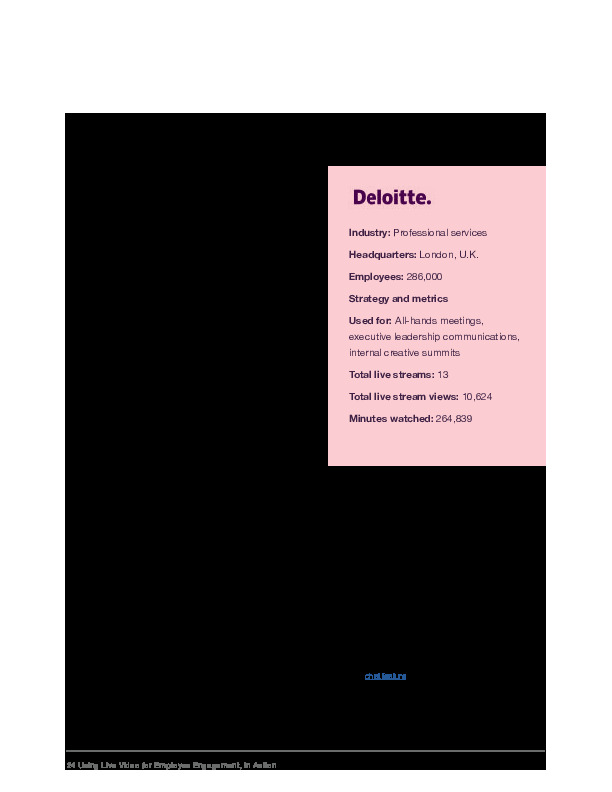 Deloitte.
Industry: Professional services
Headquarters: London, U.K.
Employees: 286,000
Strategy and metrics
Used for: All-hands meetings,
executive leadership communications,
internal creative summits
Total live streams: 13
Total live stream views: 10,624
Minutes watched: 264,839
chat feature
24 Using Live Video for Employee Engagement, in Action